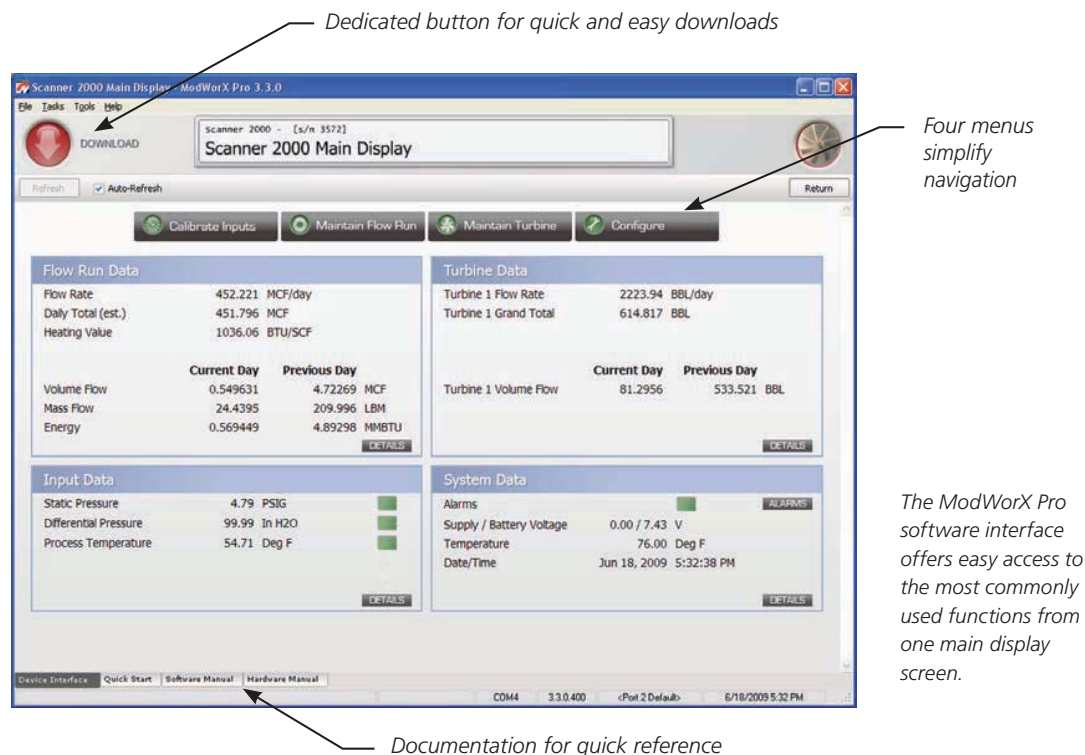 Dedicated button for quick and easy downloads
Scanner 2000 Main Display - ModWorX Pro 3.3.0
File Tasks Tools Help
DOWNLOAD
Scanner 2000 - [s/n 3572]
Scanner 2000 Main Display
Four menus
simplify
navigation
Refresh Auto-Refresh Return
Calibrate Inputs Maintain Flow Run Maintain Turbine Configure
Flow Run Data
Flow Rate 452.221 MCF/day
Daily Total (est.) 451.796 MCF
Heating Value 1036.06 BTU/SCF
Current Day Previous Day
Volume Flow 0.549631 4.72269 MCF
Mass Flow 24.4395 209.996 LBM
Energy 0.569449 4.89298 MMBTU
DETAILS
Turbine Data
Turbine 1 Flow Rate 2223.94 BBL/day
Turbine 1 Grand Total 614.817 BBL
Current Day Previous Day
Turbine 1 Volume Flow 81.2956 533.521 BBL
DETAILS
Input Data
Static Pressure 4.79 PSIG
Differential Pressure 99.99 In H2O
Process Temperature 54.71 Deg F
DETAILS
System Data
Alarms ALARMS
Supply / Battery Voltage 0.00 / 7.43 V
Temperature 76.00 Deg F
Date/Time Jun 18, 2009 5:32:38 PM
DETAILS
The ModWorX Pro
software interface
offers easy access to
the most commonly
used functions from
one main display
screen.
Device Interface Quick Start Software Manual Hardware Manual
COM4 3.3.0.400 <Port 2 Default> 6/18/2009 5:32 PM
Documentation for quick reference